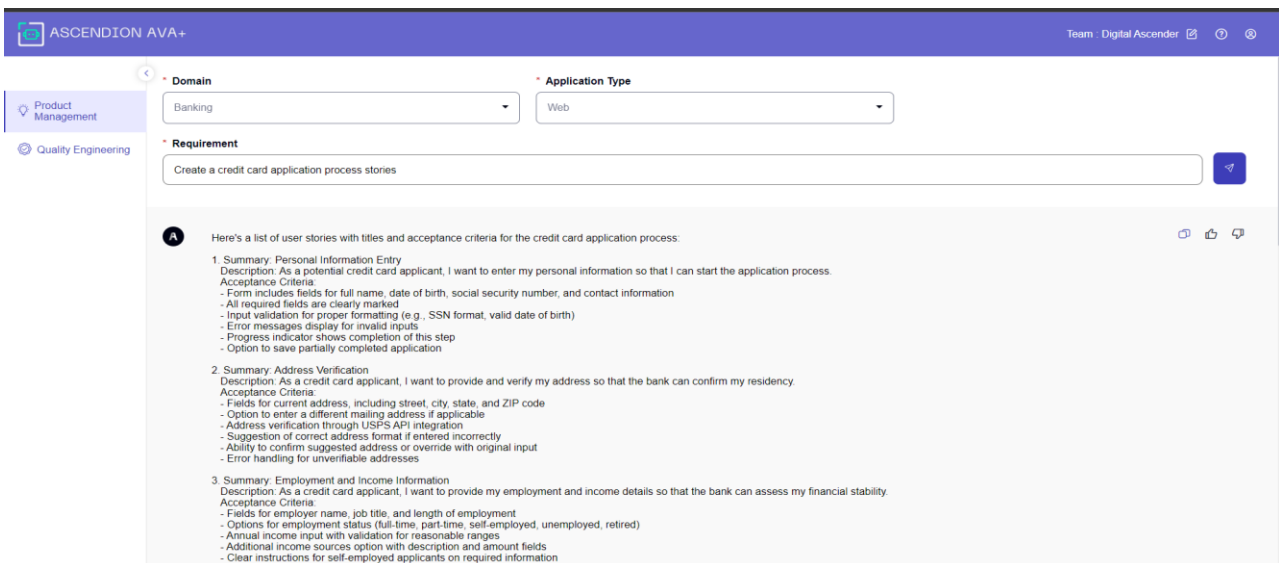 ASCENDION AVA+
Team : Digital Ascender
Product
Management
Quality Engineering
* Domain
* Application Type
Banking
Web
* Requirement
Create a credit card application process stories
A
Here's a list of user stories with titles and acceptance criteria for the credit card application process:
1. Summary: Personal Information Entry
Description: As a potential credit card applicant, I want to enter my personal information so that I can start the application process.
Acceptance Criteria:
- Form includes fields for full name, date of birth, social security number, and contact information
- All required fields are clearly marked
- Input validation for proper formatting (e.g., SSN format, valid date of birth)
- Error messages display for invalid inputs
- Progress indicator shows completion of this step
- Option to save partially completed application
2. Summary: Address Verification
Description: As a credit card applicant, I want to provide and verify my address so that the bank can confirm my residency.
Acceptance Criteria:
- Fields for current address, including street, city, state, and ZIP code
- Option to enter a different mailing address if applicable
- Address verification through USPS API integration
- Suggestion of correct address format if entered incorrectly
- Ability to confirm suggested address or override with original input
- Error handling for unverifiable addresses
3. Summary: Employment and Income Information
Description: As a credit card applicant, I want to provide my employment and income details so that the bank can assess my financial stability.
Acceptance Criteria:
- Fields for employer name, job title, and length of employment
- Options for employment status (full-time, part-time, self-employed, unemployed, retired)
- Annual income input with validation for reasonable ranges
- Additional income sources option with description and amount fields
- Clear instructions for self-employed applicants on required information